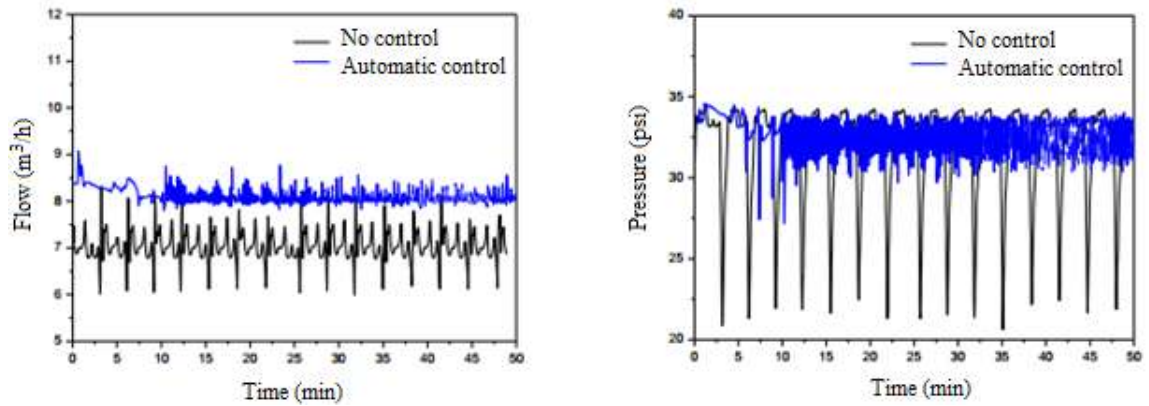 12
11
10
9
8
7
6
5
Flow (m³/h)
No control
Automatic control
0 5 10 15 20 25 30 35 40 45 50
Time (min)
40
35
30
25
20
Pressure (psi)
No control
Automatic control
0 5 10 15 20 25 30 35 40 45 50
Time (min)